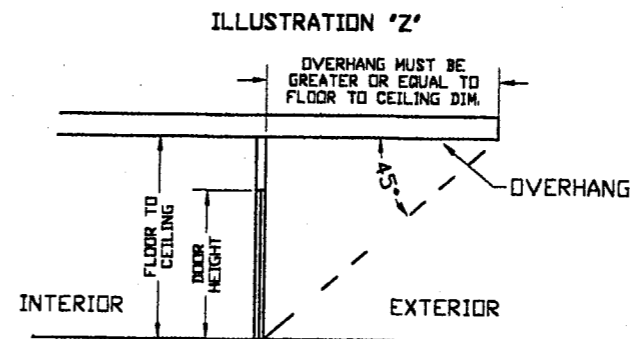 ILLUSTRATION "Z"
OVERHANG MUST BE
GREATER OR EQUAL TO
FLOOR TO CEILING DIM.
45°
OVERHANG
FLOOR TO
CEILING
DOOR
HEIGHT
INTERIOR
EXTERIOR